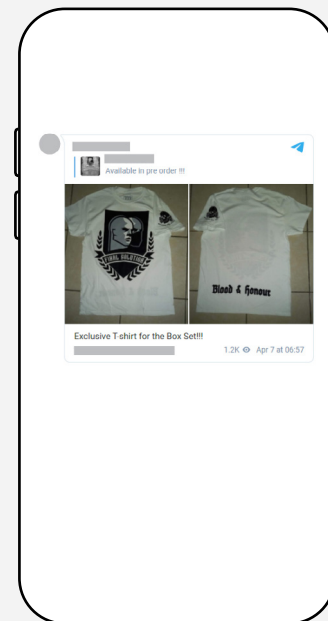 Available in pre order !!!
FINAL SOLUTION
Blood & Honour
Exclusive T-shirt for the Box Set!!!
1.2K Apr 7 at 06:57